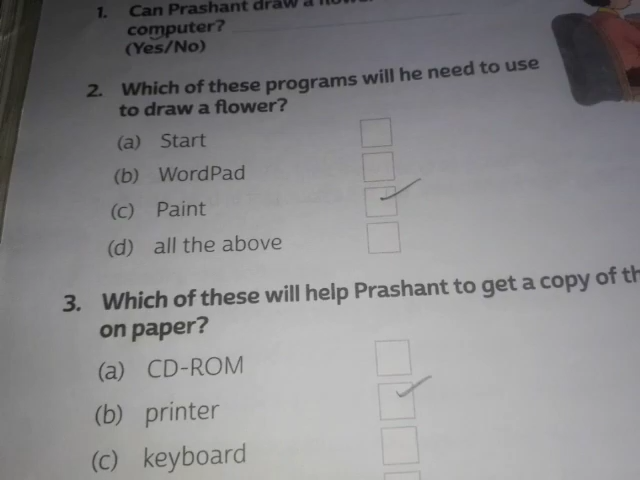 1. Can Prashant draw a
computer?
(Yes/No)
2. Which of these programs will he need to use
to draw a flower?
(a) Start
(b) WordPad
(c) Paint
(d) all the above
3. Which of these will help Prashant to get a copy of
on paper?
(a) CD-ROM
(b) printer
(c) keyboard